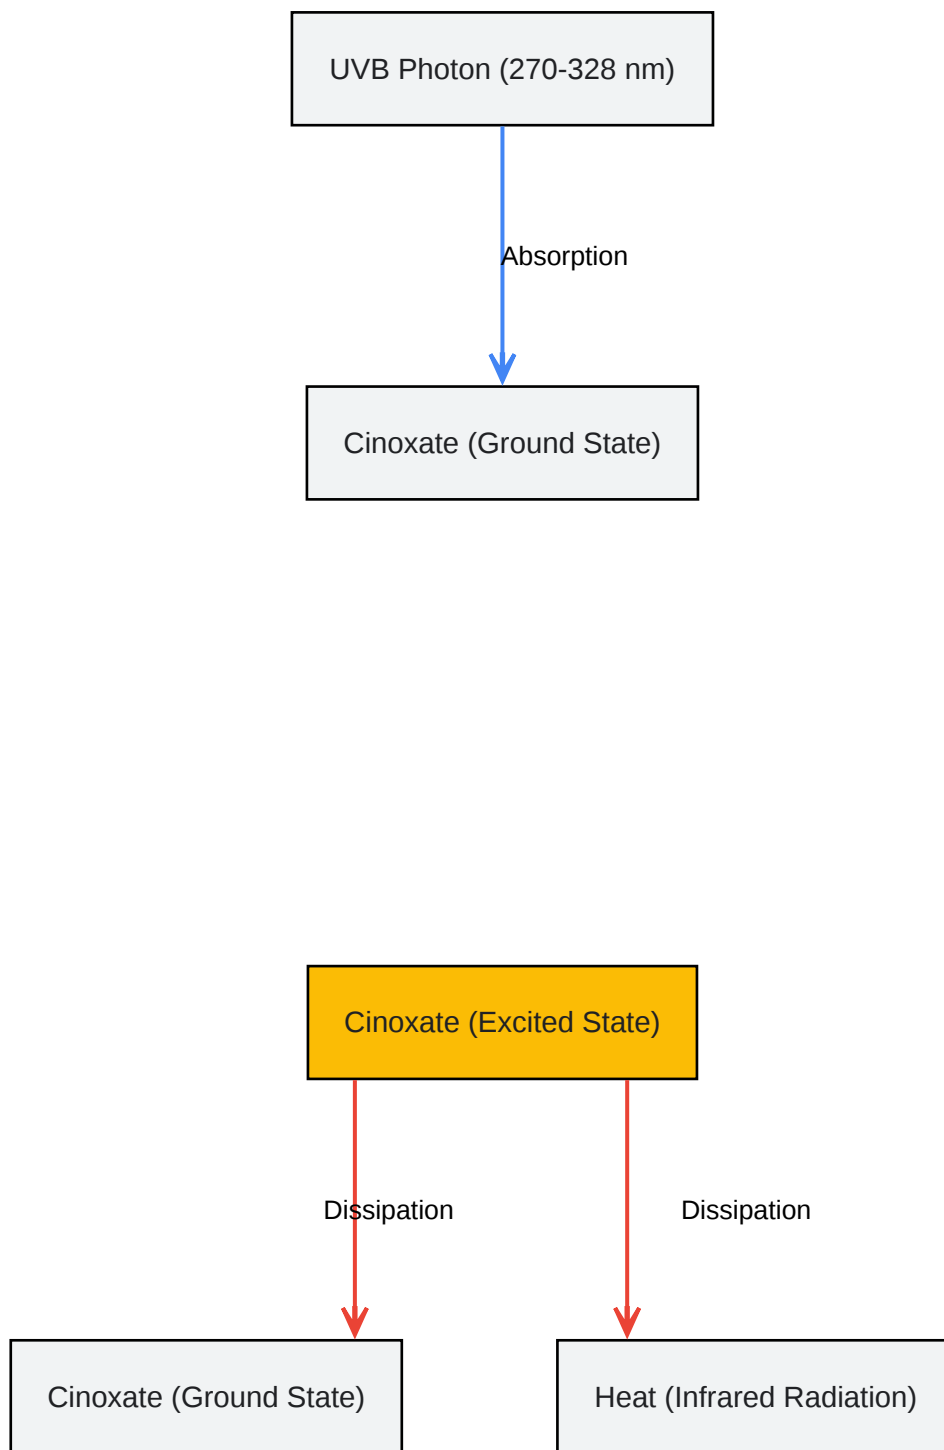 UVB Photon (270-328 nm)
Absorption
Cinoxate (Ground State)
Cinoxate (Excited State)
Dissipation
Dissipation
Cinoxate (Ground State)
Heat (Infrared Radiation)